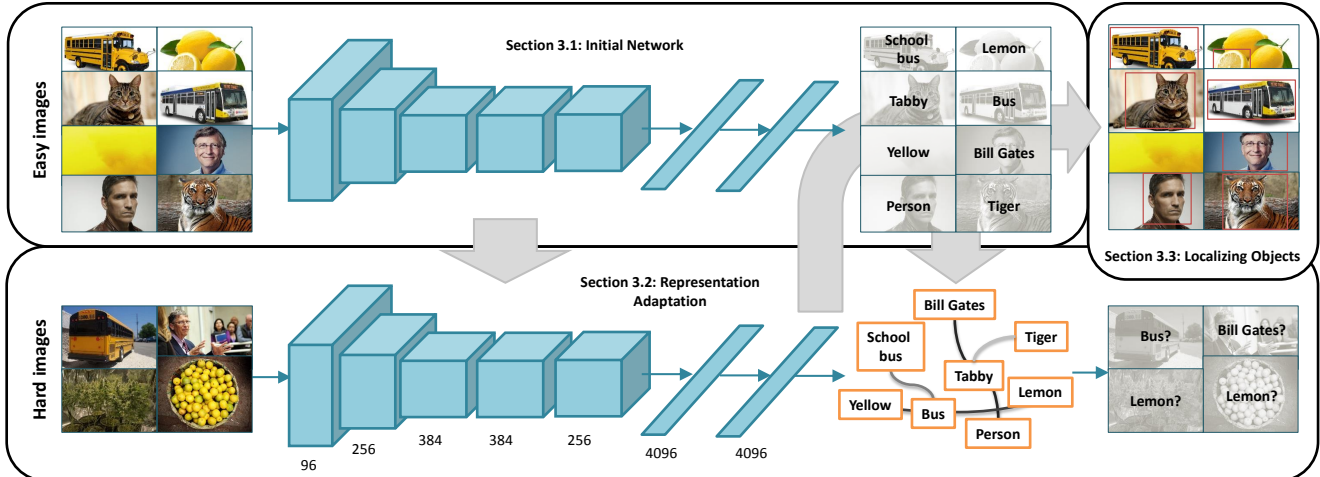 Easy images
Section 3.1: Initial Network
School
bus
Lemon
Tabby
Bus
Yellow
Bill Gates
Person
Tiger
Section 3.3: Localizing Objects
Hard images
Section 3.2: Representation
Adaptation
96
256
384
384
256
4096
4096
Bill Gates
School
bus
Tiger
Tabby
Lemon
Yellow
Bus
Person
Bus?
Bill Gates?
Lemon?
Lemon?